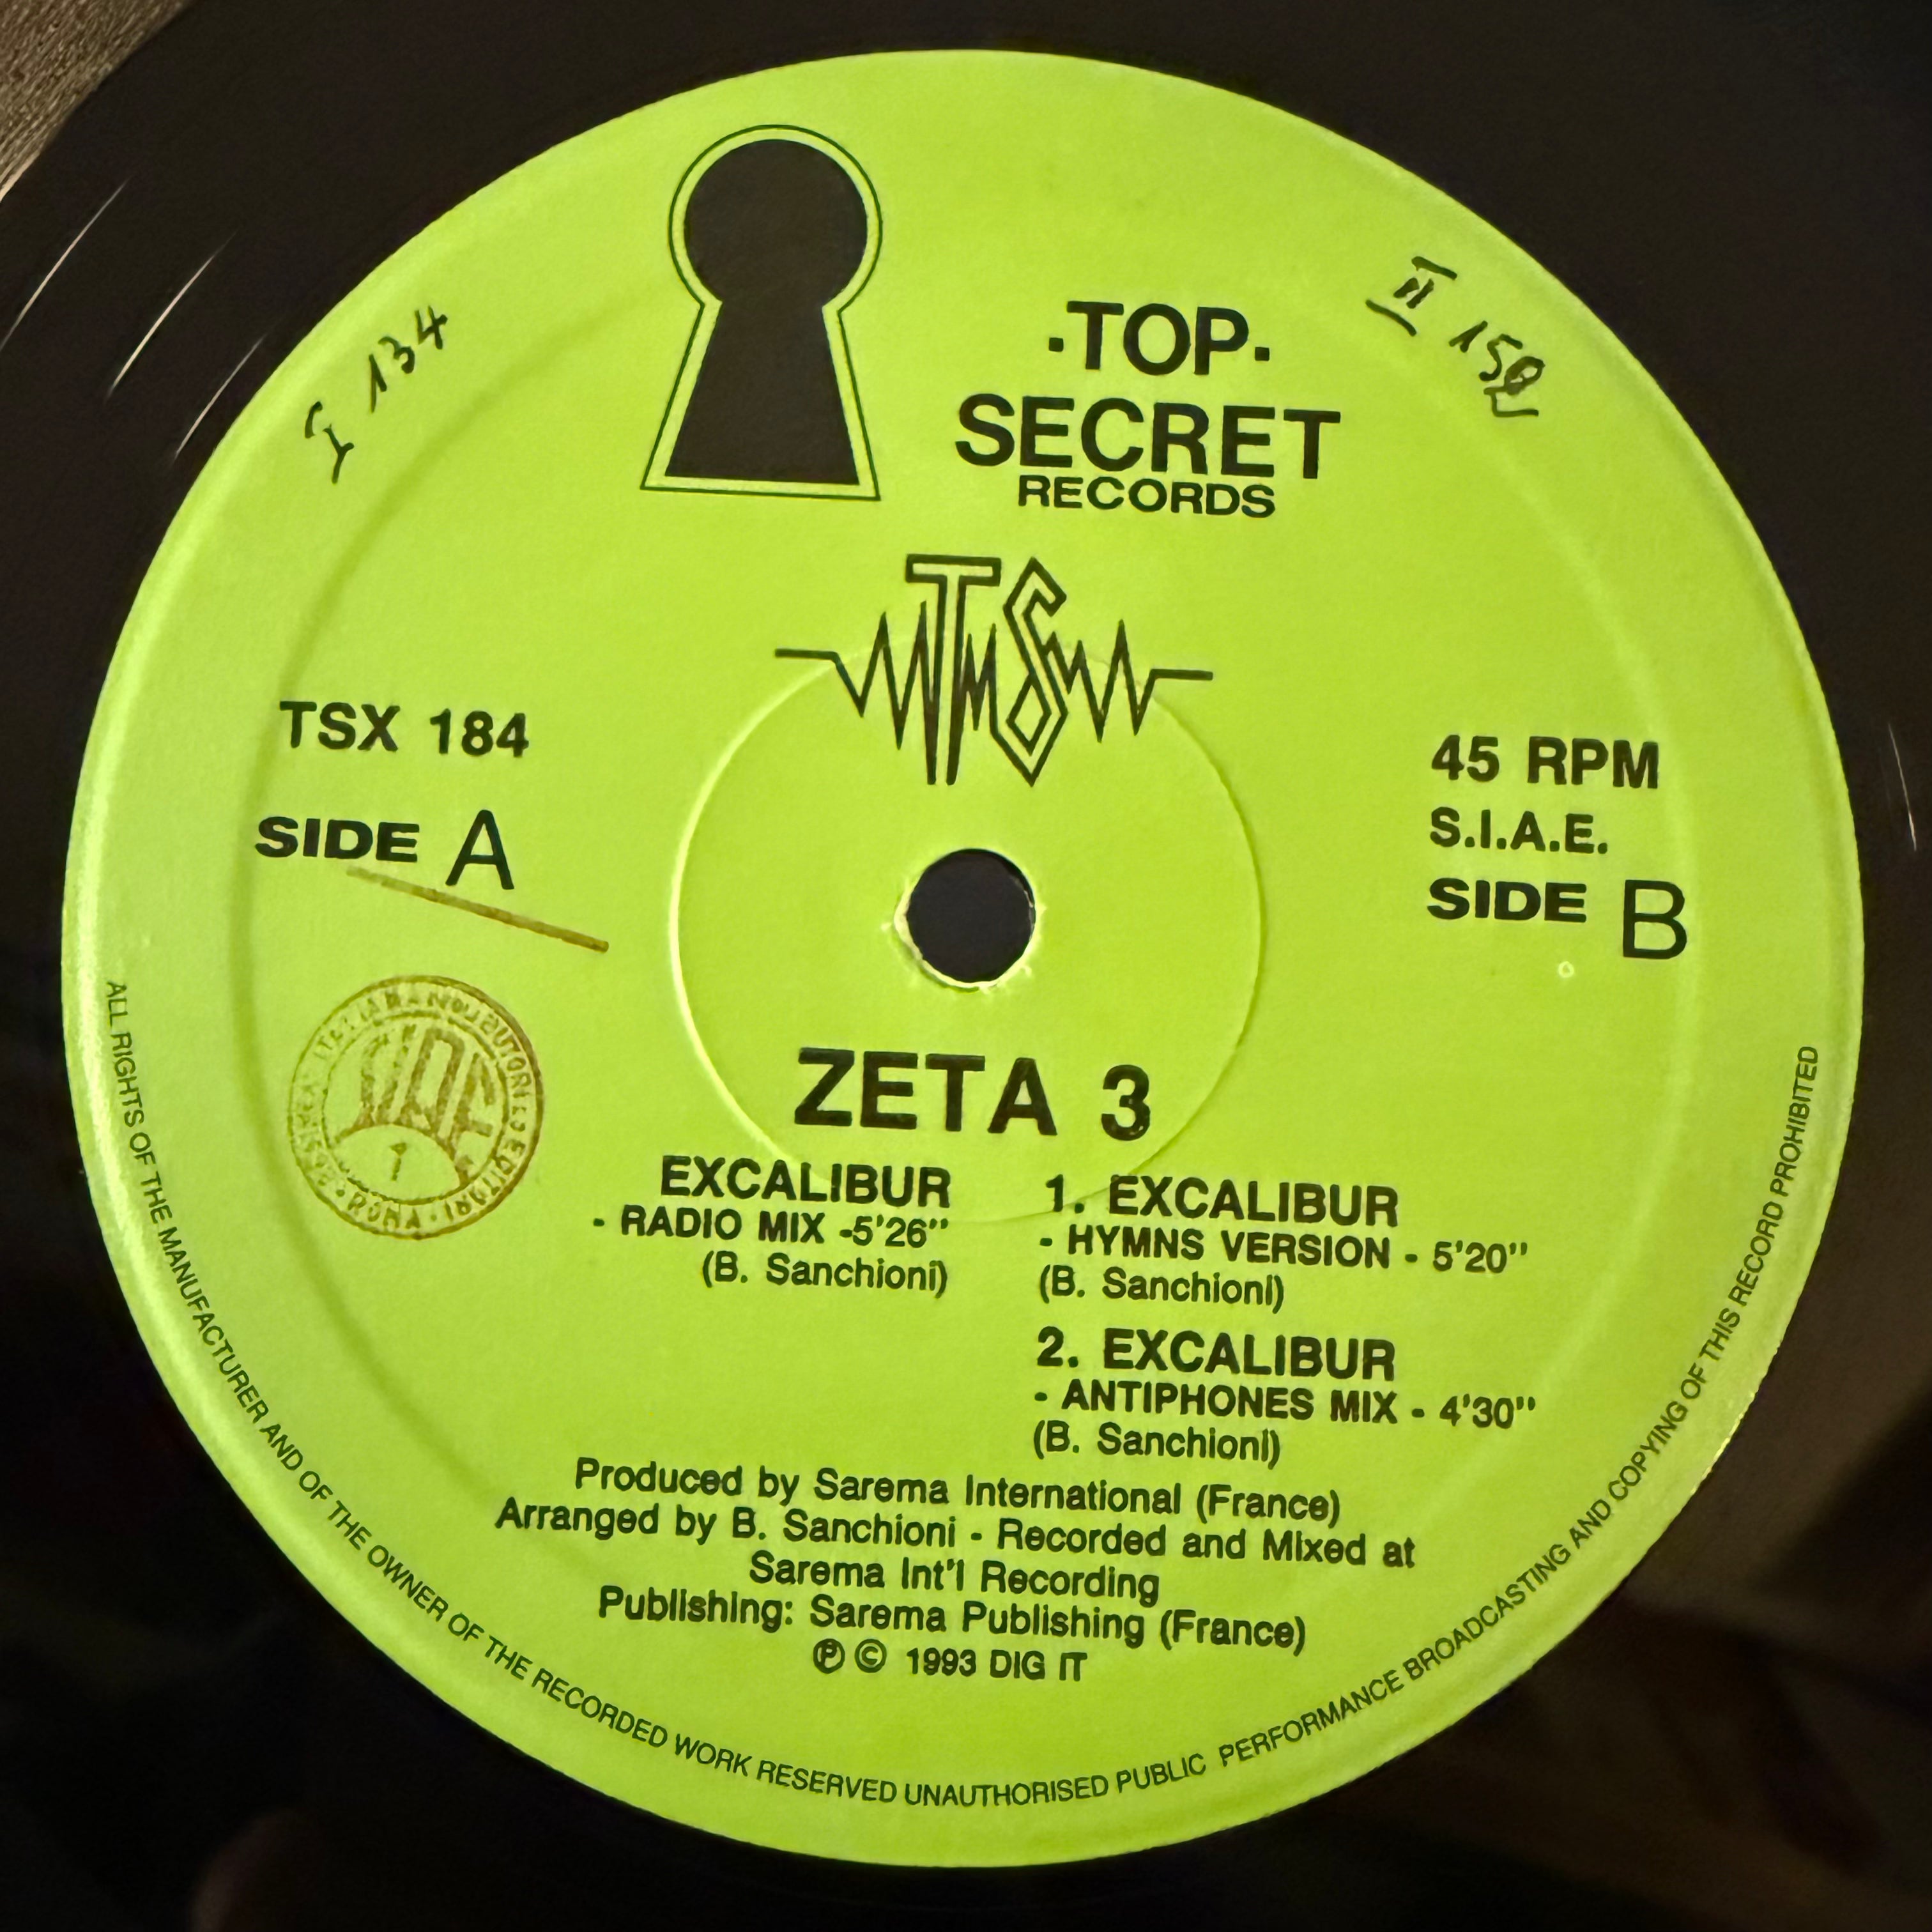 I 134
II 152
·TOP·
SECRET
RECORDS
TS
TSX 184
SIDE A
45 RPM
S.I.A.E.
SIDE B
ZETA 3
EXCALIBUR
- RADIO MIX -5'26''
(B. Sanchioni)
1. EXCALIBUR
- HYMNS VERSION - 5'20''
(B. Sanchioni)
2. EXCALIBUR
- ANTIPHONES MIX - 4'30''
(B. Sanchioni)
Produced by Sarema International (France)
Arranged by B. Sanchioni - Recorded and Mixed at
Sarema Int'l Recording
Publishing: Sarema Publishing (France)
℗ © 1993 DIG IT
ALL RIGHTS OF THE MANUFACTURER AND OF THE OWNER OF THE RECORDED WORK RESERVED UNAUTHORISED PUBLIC PERFORMANCE BROADCASTING AND COPYING OF THIS RECORD PROHIBITED